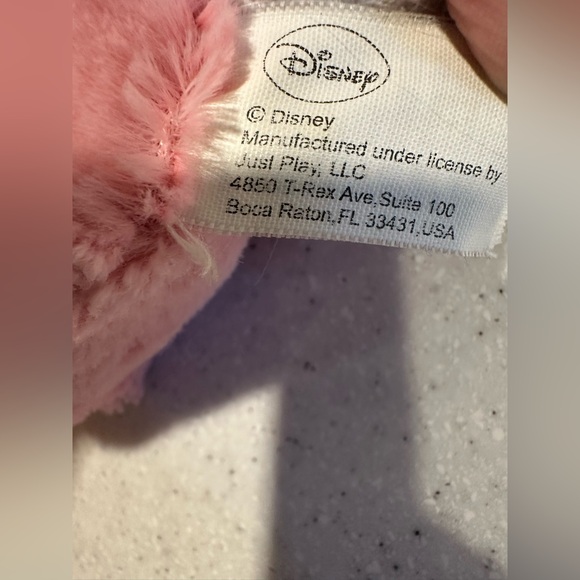 Disney
© Disney
Manufactured under license by
Just Play, LLC
4850 T-Rex Ave,Suite 100
Boca Raton,FL 33431,USA